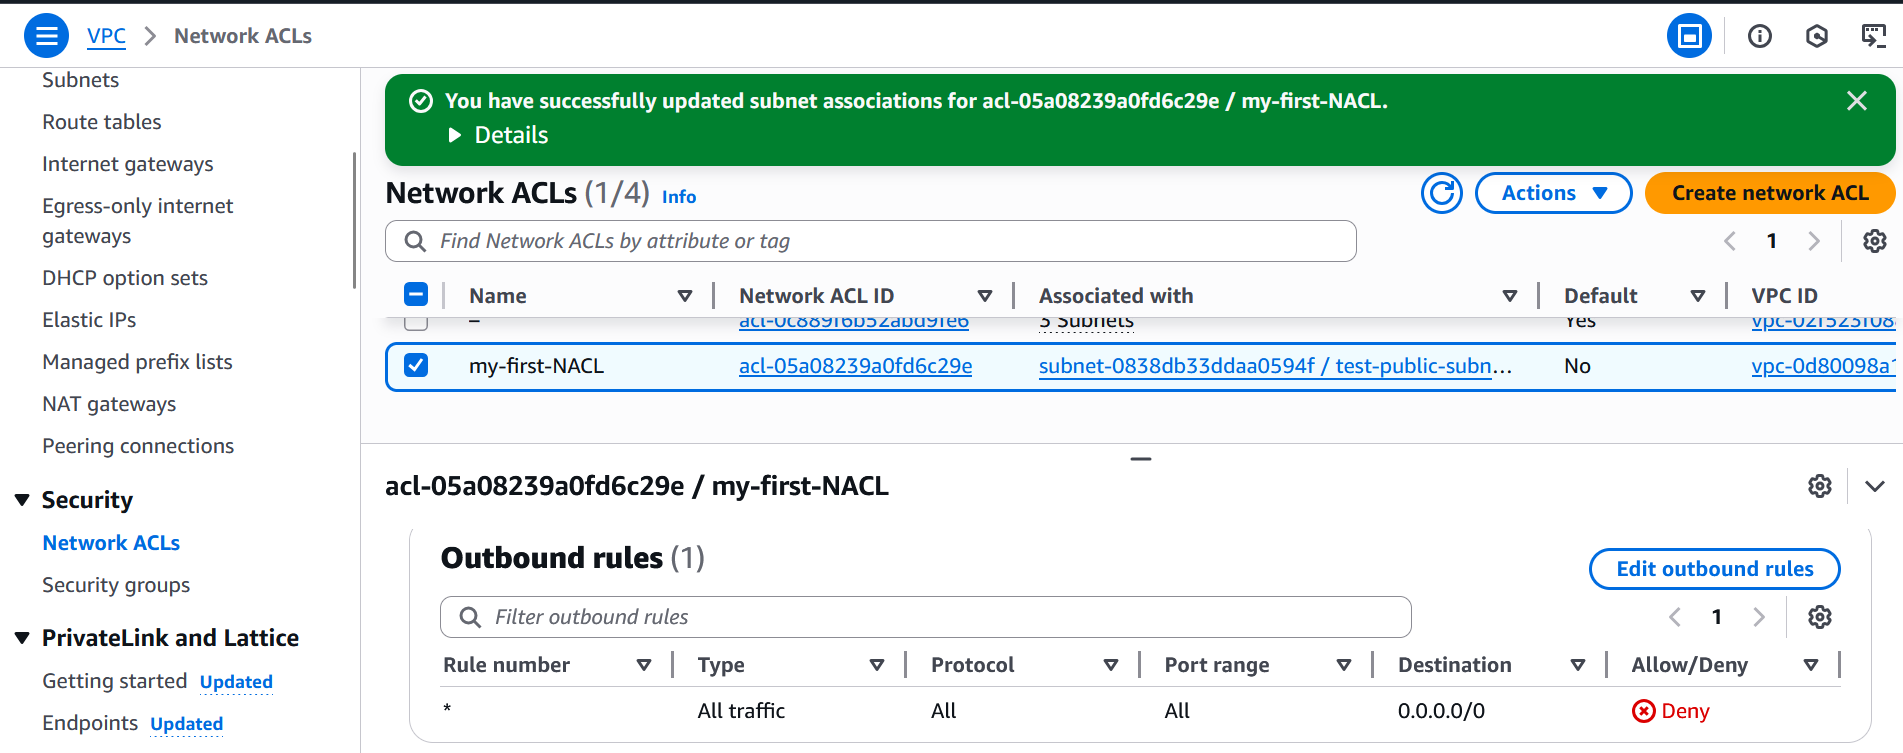 VPC > Network ACLs
Subnets
Route tables
Internet gateways
Egress-only internet
gateways
DHCP option sets
Elastic IPs
Managed prefix lists
NAT gateways
Peering connections
Security
Network ACLs
Security groups
PrivateLink and Lattice
Getting started Updated
Endpoints Updated
You have successfully updated subnet associations for acl-05a08239a0fd6c29e / my-first-NACL.
Details
Network ACLs (1/4) Info
Actions
Create network ACL
Find Network ACLs by attribute or tag
1
Name Network ACL ID Associated with Default VPC ID
– acl-0c889f6b52abd9fe6 3 Subnets Yes vpc-02f523f08
my-first-NACL acl-05a08239a0fd6c29e subnet-0838db33ddaa0594f / test-public-subn... No vpc-0d80098a1
acl-05a08239a0fd6c29e / my-first-NACL
Outbound rules (1)
Edit outbound rules
Filter outbound rules
1
Rule number Type Protocol Port range Destination Allow/Deny
* All traffic All All 0.0.0.0/0 Deny